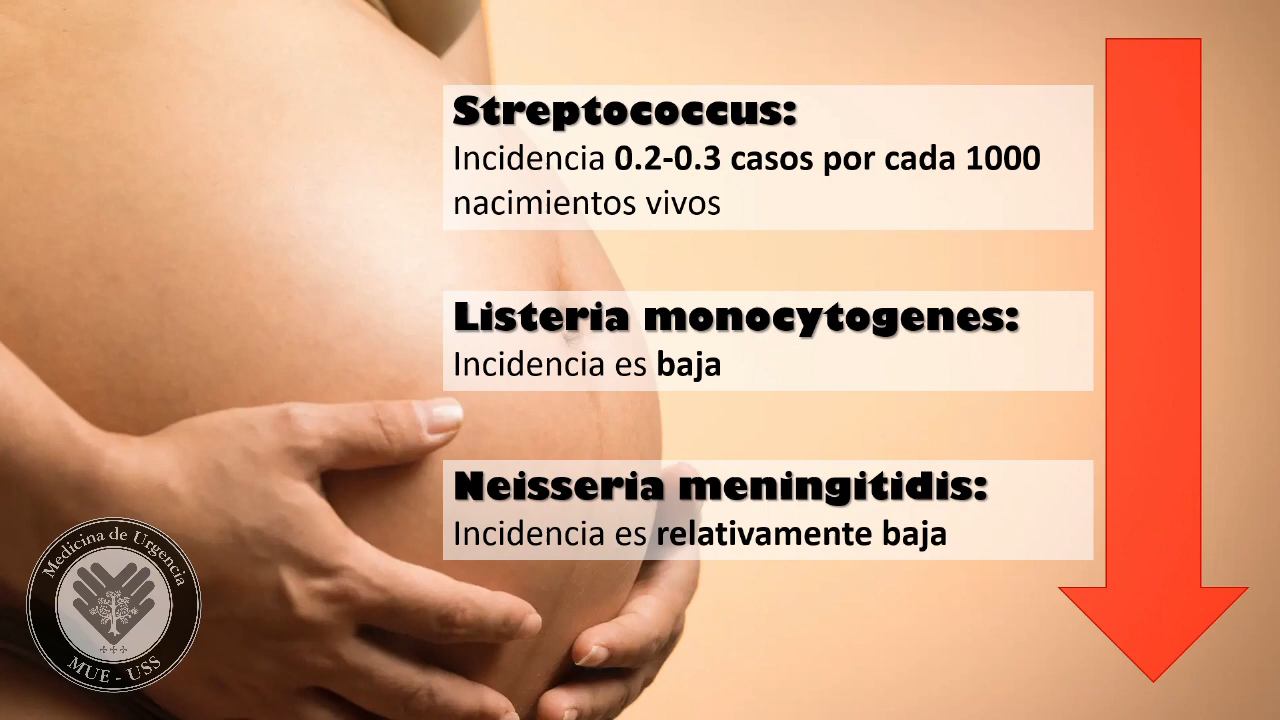 Streptococcus:
Incidencia 0.2-0.3 casos por cada 1000
nacimientos vivos
Listeria monocytogenes:
Incidencia es baja
Neisseria meningitidis:
Incidencia es relativamente baja
Medicina de Urgencia
MUE - USS